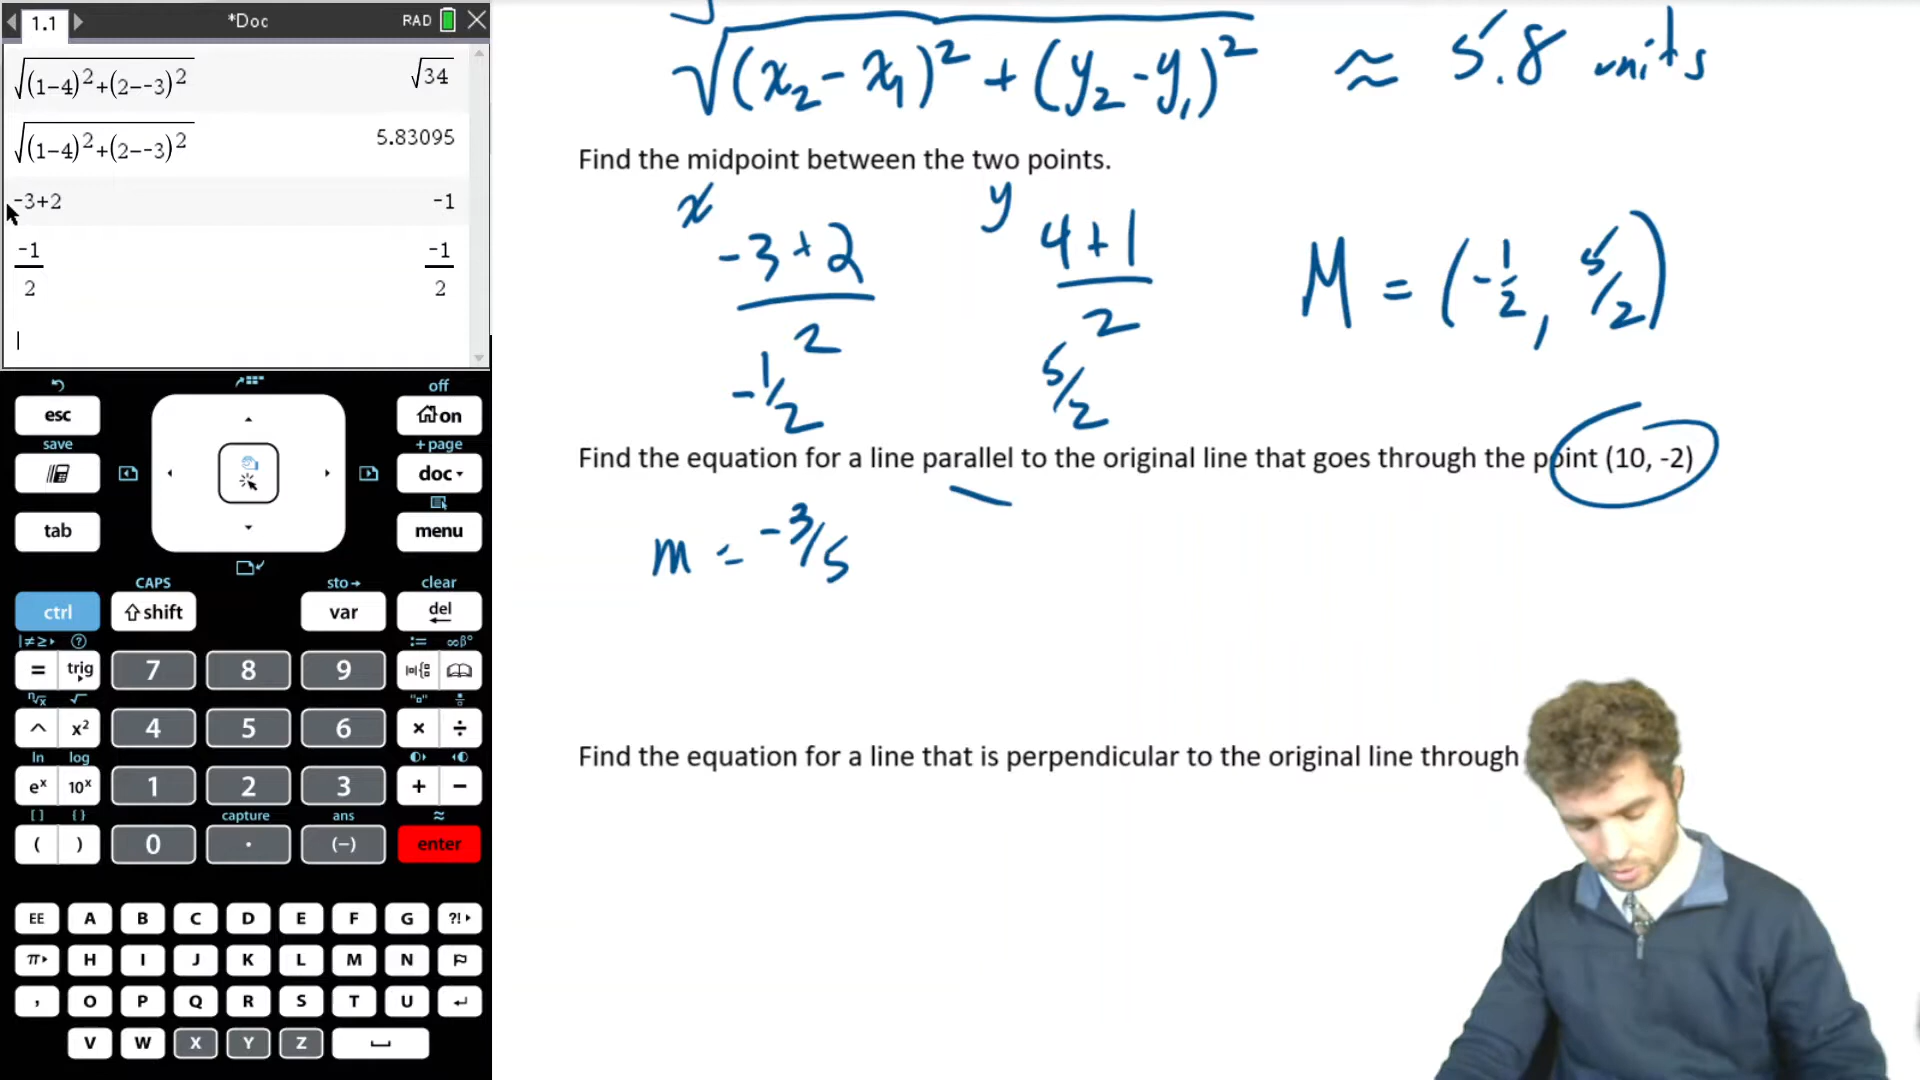 1.1 *Doc RAD
√(1-4)²+(2--3)² √34
√(1-4)²+(2--3)² 5.83095
-3+2 -1
-1/2 -1/2
√(x₂-x₁)²+(y₂-y₁)² ≈ 5.8 units
Find the midpoint between the two points.
x y
-3+2/2 4+1/2 M = (-1/2, 5/2)
-1/2 5/2
Find the equation for a line parallel to the original line that goes through the point (10, -2)
m = -3/5
Find the equation for a line that is perpendicular to the original line through
off
esc on
save + page
doc▾
tab menu
CAPS sto→ clear
ctrl ⇧shift var del
|≠≥▸ ? := ∞β°
= trig 7 8 9
ⁿ√x √ "▫"
^ x² 4 5 6 × ÷
ln log
eˣ 10ˣ 1 2 3 + −
[] {} capture ans ≈
( ) 0 . (−) enter
EE A B C D E F G ?!▸
π▸ H I J K L M N
, O P Q R S T U ↵
V W X Y Z